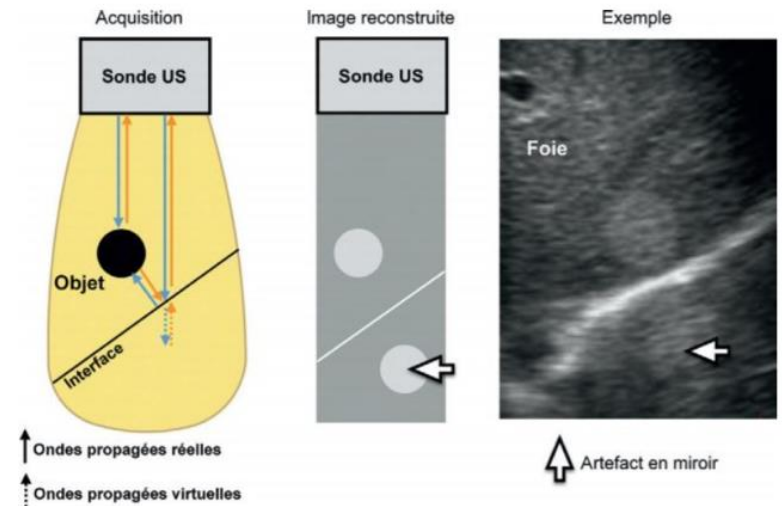 Acquisition
Image reconstruite
Exemple
Sonde US
Sonde US
Foie
Objet
Interface
Ondes propagées réelles
Artefact en miroir
Ondes propagées virtuelles